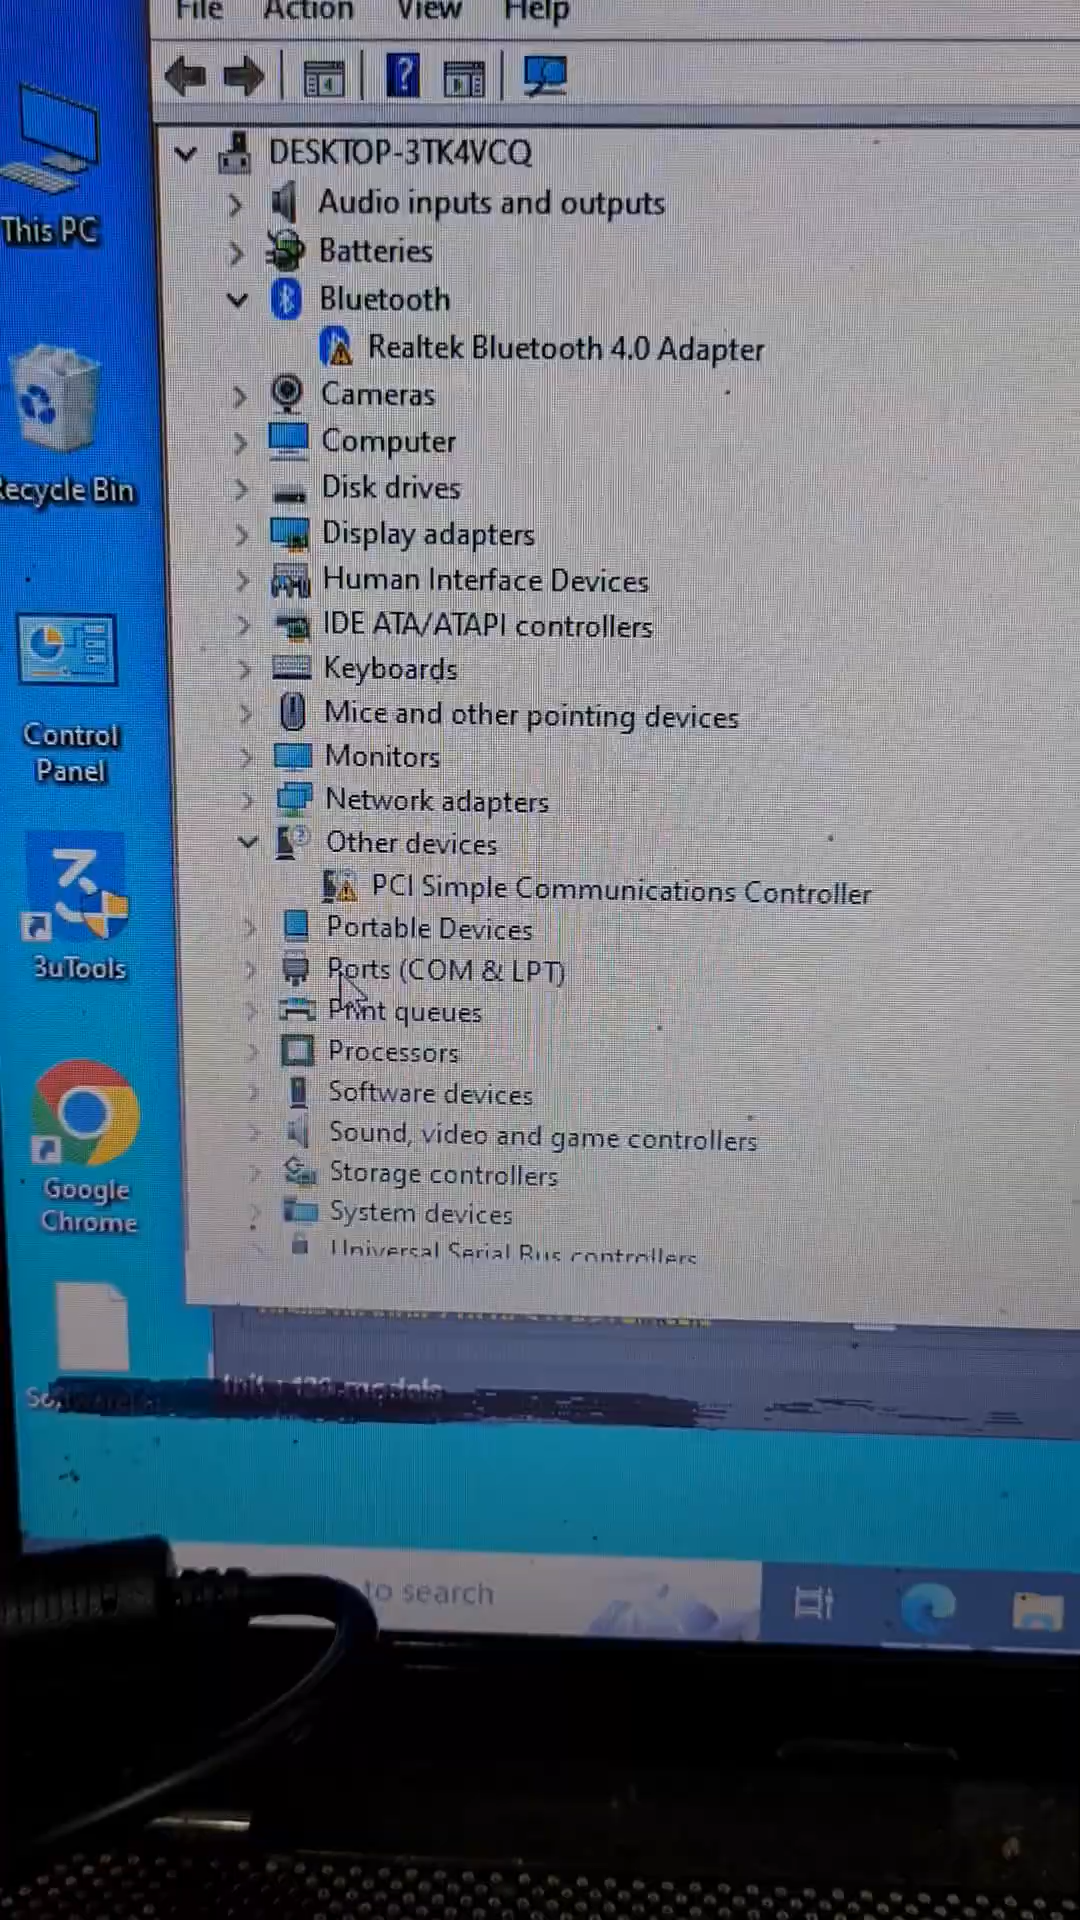 File Action View Help
DESKTOP-3TK4VCQ
Audio inputs and outputs
This PC
Batteries
Bluetooth
Realtek Bluetooth 4.0 Adapter
Cameras
Computer
Recycle Bin
Disk drives
Display adapters
Human Interface Devices
IDE ATA/ATAPI controllers
Keyboards
Mice and other pointing devices
Control
Panel
Monitors
Network adapters
Other devices
PCI Simple Communications Controller
Portable Devices
3uTools
Ports (COM & LPT)
Print queues
Processors
Software devices
Sound, video and game controllers
Storage controllers
Google
Chrome
System devices
Universal Serial Bus controllers
to search